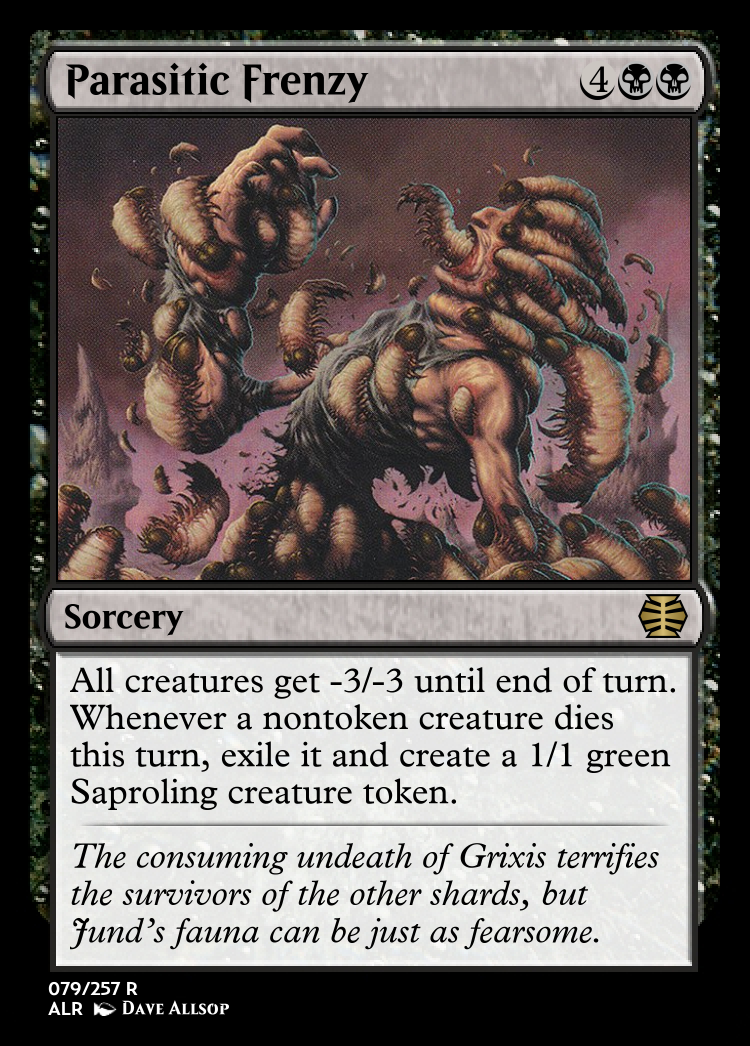 Parasitic Frenzy 4
Sorcery
All creatures get -3/-3 until end of turn.
Whenever a nontoken creature dies
this turn, exile it and create a 1/1 green
Saproling creature token.
The consuming undeath of Grixis terrifies
the survivors of the other shards, but
Jund's fauna can be just as fearsome.
079/257 R
ALR Dave Allsop